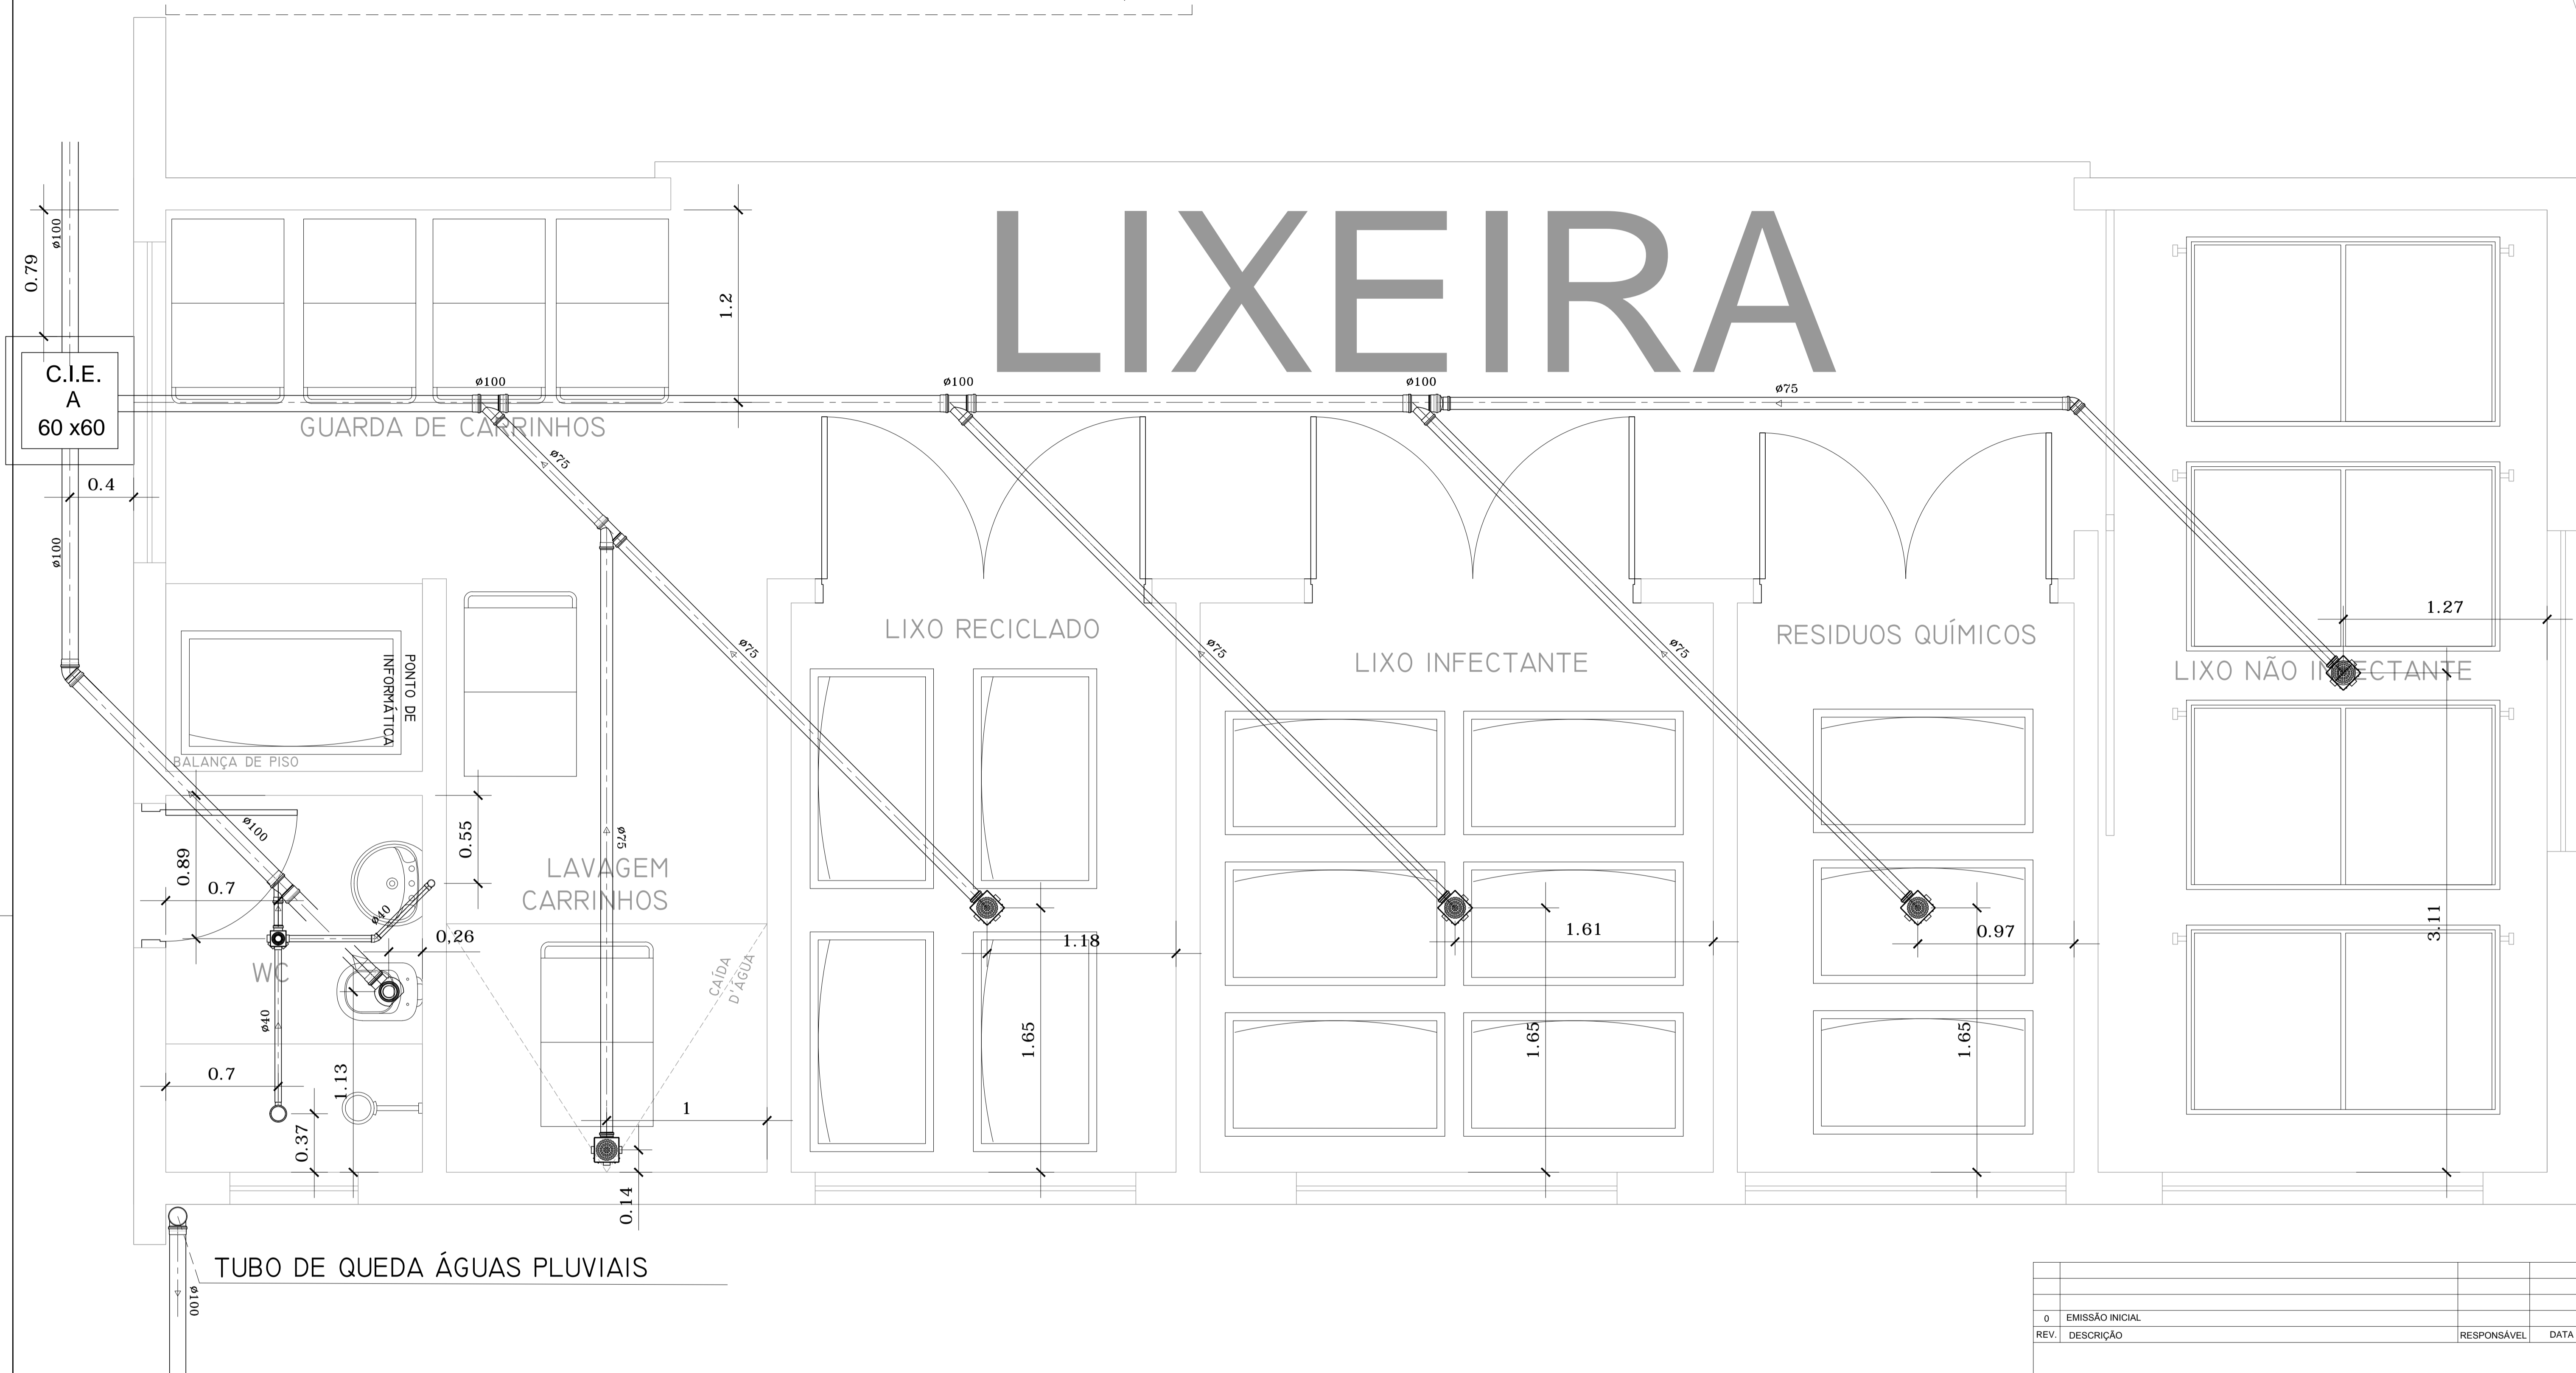 LIXEIRA
0.79
ø100
1.2
C.I.E.
A
60 x60
ø100
ø100
ø100
ø75
GUARDA DE CARRINHOS
0.4
ø75
ø100
1.27
LIXO RECICLADO
RESIDUOS QUÍMICOS
ø75
ø75
ø75
LIXO INFECTANTE
LIXO NÃO INFECTANTE
PONTO DE
INFORMÁTICA
BALANÇA DE PISO
ø100
0.55
ø75
0.89
0.7
LAVAGEM
CARRINHOS
ø40
0,26
1.18
1.61
0.97
3.11
WC
CAÍDA
D'ÁGUA
ø40
1.65
1.65
1.65
0.7
1.13
1
0.37
0.14
TUBO DE QUEDA ÁGUAS PLUVIAIS
ø100
0 EMISSÃO INICIAL
REV. DESCRIÇÃO RESPONSÁVEL DATA